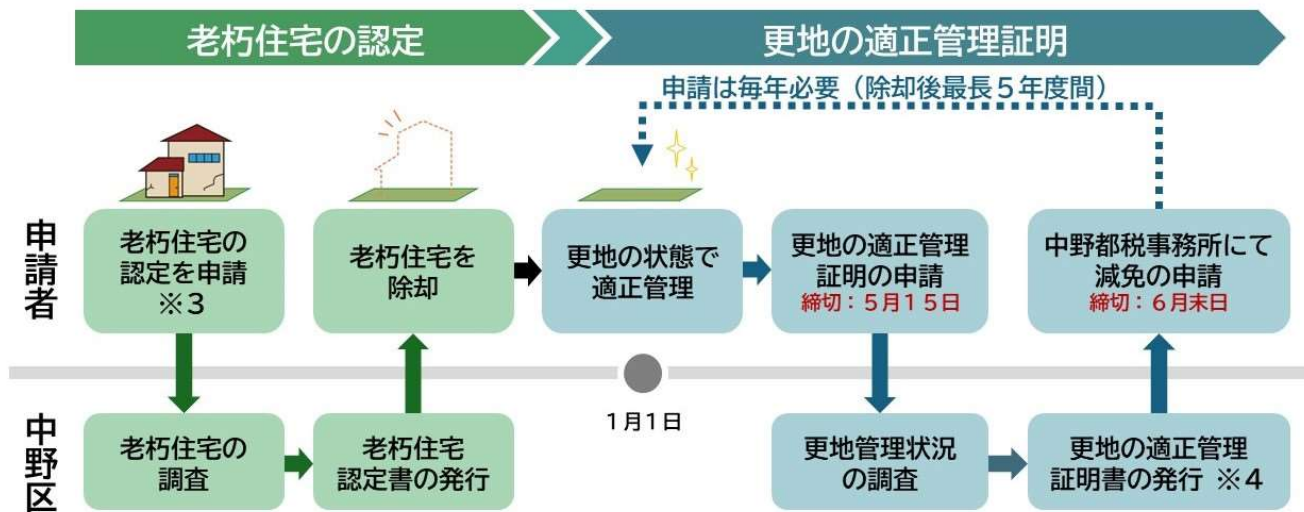 老朽住宅の認定
更地の適正管理証明
申請は毎年必要（除却後最長５年度間）
申請者
老朽住宅の
認定を申請
※３
老朽住宅を
除却
更地の状態で
適正管理
更地の適正管理
証明の申請
締切：５月１５日
中野都税事務所にて
減免の申請
締切：６月末日
1月1日
中野区
老朽住宅の
調査
老朽住宅
認定書の発行
更地管理状況
の調査
更地の適正管理
証明書の発行 ※４